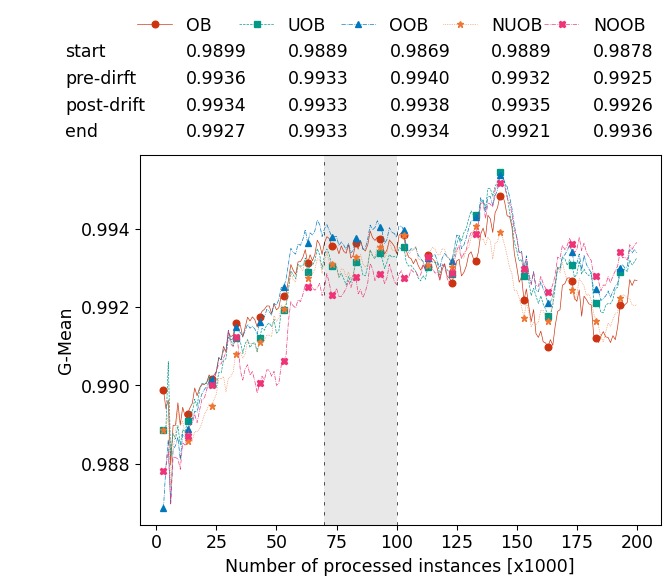 OB UOB OOB NUOB NOOB
start 0.9899 0.9889 0.9869 0.9889 0.9878
pre-dirft 0.9936 0.9933 0.9940 0.9932 0.9925
post-drift 0.9934 0.9933 0.9938 0.9935 0.9926
end 0.9927 0.9933 0.9934 0.9921 0.9936
0.994
0.992
0.990
0.988
G-Mean
0 25 50 75 100 125 150 175 200
Number of processed instances [x1000]